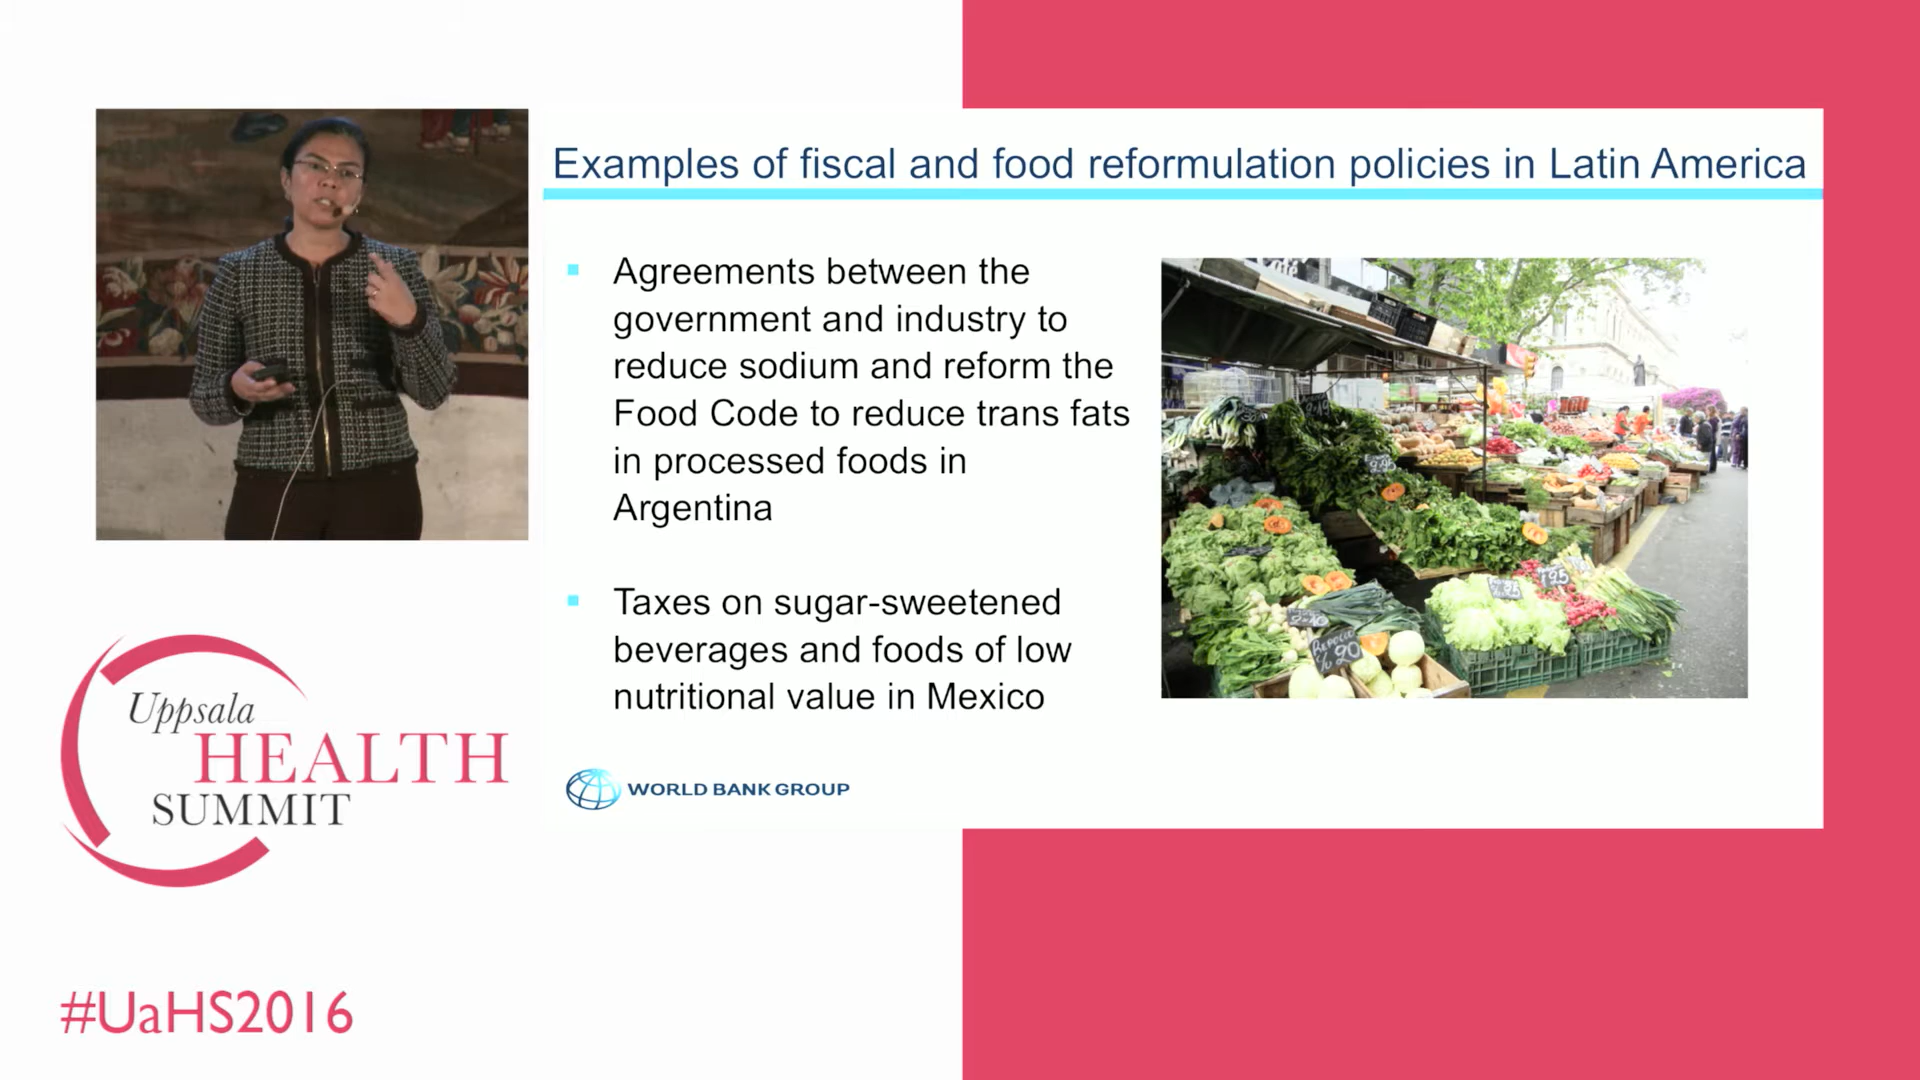 Examples of fiscal and food reformulation policies in Latin America
Agreements between the
government and industry to
reduce sodium and reform the
Food Code to reduce trans fats
in processed foods in
Argentina
Taxes on sugar-sweetened
beverages and foods of low
nutritional value in Mexico
WORLD BANK GROUP
Uppsala
HEALTH
SUMMIT
#UaHS2016